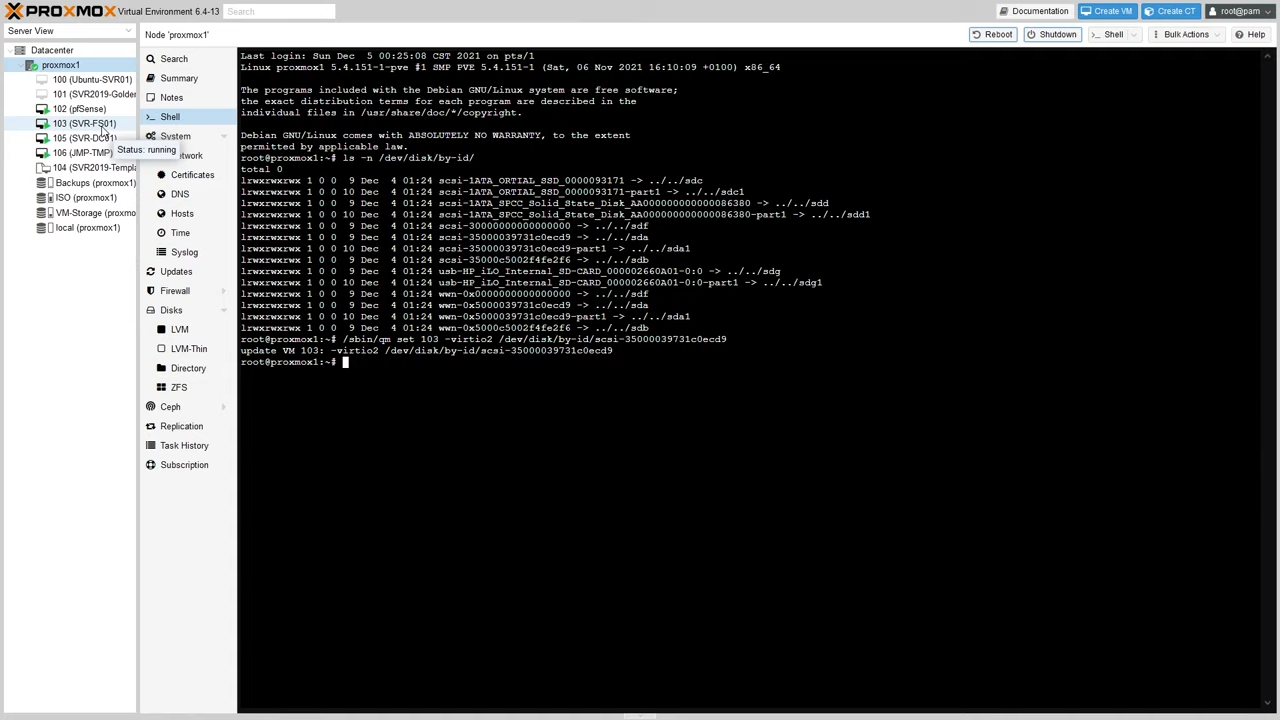 PROXMOX Virtual Environment 6.4-13 Search Documentation Create VM Create CT root@pam
Server View
Node 'proxmox1' Reboot Shutdown Shell Bulk Actions Help
Datacenter
proxmox1
100 (Ubuntu-SVR01)
101 (SVR2019-Golden
102 (pfSense)
103 (SVR-FS01)
105 (SVR-DC01)
106 (JMP-TMP)
104 (SVR2019-Templa
Backups (proxmox1)
ISO (proxmox1)
VM-Storage (proxmo
local (proxmox1)
Status: running
Search
Summary
Notes
Shell
System
twork
Certificates
DNS
Hosts
Time
Syslog
Updates
Firewall
Disks
LVM
LVM-Thin
Directory
ZFS
Ceph
Replication
Task History
Subscription
Last login: Sun Dec  5 00:25:08 CST 2021 on pts/1
Linux proxmox1 5.4.151-1-pve #1 SMP PVE 5.4.151-1 (Sat, 06 Nov 2021 16:10:09 +0100) x86_64
The programs included with the Debian GNU/Linux system are free software;
the exact distribution terms for each program are described in the
individual files in /usr/share/doc/*/copyright.
Debian GNU/Linux comes with ABSOLUTELY NO WARRANTY, to the extent
permitted by applicable law.
root@proxmox1:~# ls -n /dev/disk/by-id/
total 0
lrwxrwxrwx 1 0 0  9 Dec  4 01:24 scsi-1ATA_ORTIAL_SSD_0000093171 -> ../../sdc
lrwxrwxrwx 1 0 0 10 Dec  4 01:24 scsi-1ATA_ORTIAL_SSD_0000093171-part1 -> ../../sdc1
lrwxrwxrwx 1 0 0  9 Dec  4 01:24 scsi-1ATA_SPCC_Solid_State_Disk_AA000000000000086380 -> ../../sdd
lrwxrwxrwx 1 0 0 10 Dec  4 01:24 scsi-1ATA_SPCC_Solid_State_Disk_AA000000000000086380-part1 -> ../../sdd1
lrwxrwxrwx 1 0 0  9 Dec  4 01:24 scsi-30000000000000000 -> ../../sdf
lrwxrwxrwx 1 0 0  9 Dec  4 01:24 scsi-35000039731c0ecd9 -> ../../sda
lrwxrwxrwx 1 0 0 10 Dec  4 01:24 scsi-35000039731c0ecd9-part1 -> ../../sda1
lrwxrwxrwx 1 0 0  9 Dec  4 01:24 scsi-35000c5002f4fe2f6 -> ../../sdb
lrwxrwxrwx 1 0 0  9 Dec  4 01:24 usb-HP_iLO_Internal_SD-CARD_000002660A01-0:0 -> ../../sdg
lrwxrwxrwx 1 0 0 10 Dec  4 01:24 usb-HP_iLO_Internal_SD-CARD_000002660A01-0:0-part1 -> ../../sdg1
lrwxrwxrwx 1 0 0  9 Dec  4 01:24 wwn-0x0000000000000000 -> ../../sdf
lrwxrwxrwx 1 0 0  9 Dec  4 01:24 wwn-0x5000039731c0ecd9 -> ../../sda
lrwxrwxrwx 1 0 0 10 Dec  4 01:24 wwn-0x5000039731c0ecd9-part1 -> ../../sda1
lrwxrwxrwx 1 0 0  9 Dec  4 01:24 wwn-0x5000c5002f4fe2f6 -> ../../sdb
root@proxmox1:~# /sbin/qm set 103 -virtio2 /dev/disk/by-id/scsi-35000039731c0ecd9
update VM 103: -virtio2 /dev/disk/by-id/scsi-35000039731c0ecd9
root@proxmox1:~#